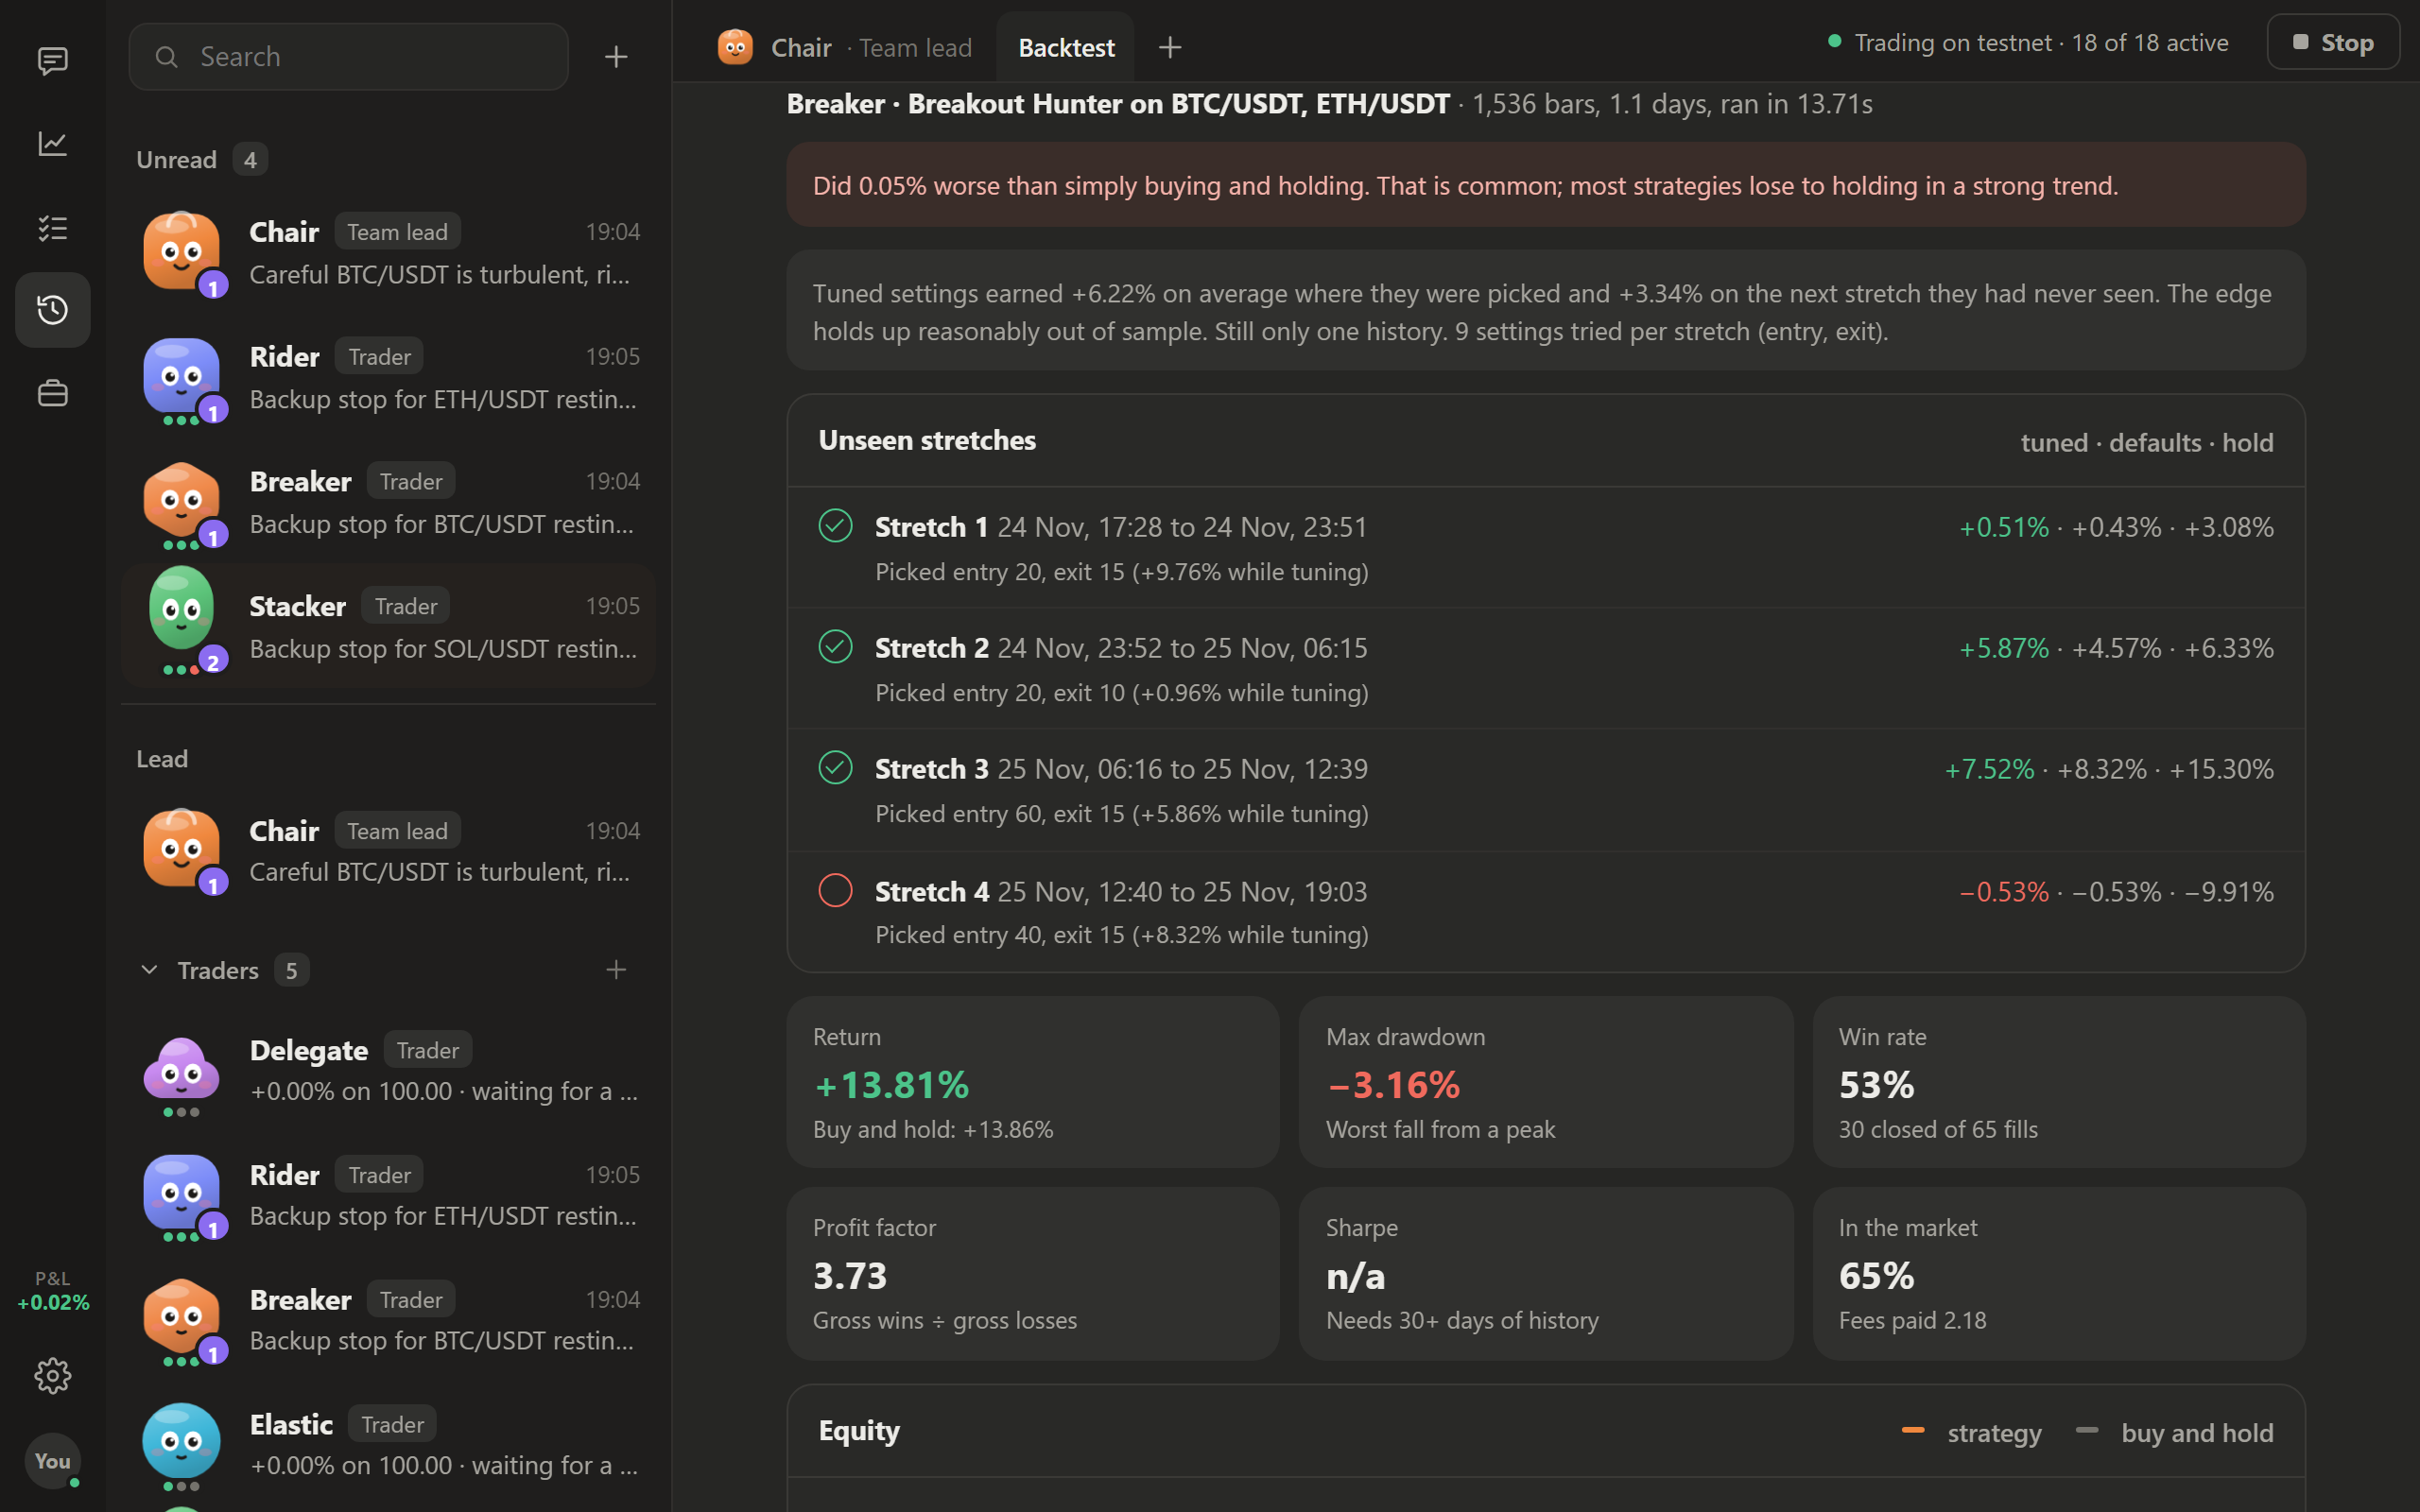 Search
Unread 4
Chair Team lead 19:04
Careful BTC/USDT is turbulent, ri...
1
Rider Trader 19:05
Backup stop for ETH/USDT restin...
1
Breaker Trader 19:04
Backup stop for BTC/USDT restin...
1
Stacker Trader 19:05
Backup stop for SOL/USDT restin...
2
Lead
Chair Team lead 19:04
Careful BTC/USDT is turbulent, ri...
1
Traders 5
Delegate Trader
+0.00% on 100.00 · waiting for a ...
Rider Trader 19:05
Backup stop for ETH/USDT restin...
1
Breaker Trader 19:04
Backup stop for BTC/USDT restin...
1
Elastic Trader
+0.00% on 100.00 · waiting for a ...
P&L
+0.02%
You
Chair · Team lead
Backtest
Trading on testnet · 18 of 18 active
Stop
Breaker · Breakout Hunter on BTC/USDT, ETH/USDT · 1,536 bars, 1.1 days, ran in 13.71s
Did 0.05% worse than simply buying and holding. That is common; most strategies lose to holding in a strong trend.
Tuned settings earned +6.22% on average where they were picked and +3.34% on the next stretch they had never seen. The edge
holds up reasonably out of sample. Still only one history. 9 settings tried per stretch (entry, exit).
Unseen stretches tuned · defaults · hold
Stretch 1 24 Nov, 17:28 to 24 Nov, 23:51 +0.51% · +0.43% · +3.08%
Picked entry 20, exit 15 (+9.76% while tuning)
Stretch 2 24 Nov, 23:52 to 25 Nov, 06:15 +5.87% · +4.57% · +6.33%
Picked entry 20, exit 10 (+0.96% while tuning)
Stretch 3 25 Nov, 06:16 to 25 Nov, 12:39 +7.52% · +8.32% · +15.30%
Picked entry 60, exit 15 (+5.86% while tuning)
Stretch 4 25 Nov, 12:40 to 25 Nov, 19:03 −0.53% · −0.53% · −9.91%
Picked entry 40, exit 15 (+8.32% while tuning)
Return
+13.81%
Buy and hold: +13.86%
Max drawdown
−3.16%
Worst fall from a peak
Win rate
53%
30 closed of 65 fills
Profit factor
3.73
Gross wins ÷ gross losses
Sharpe
n/a
Needs 30+ days of history
In the market
65%
Fees paid 2.18
Equity strategy buy and hold